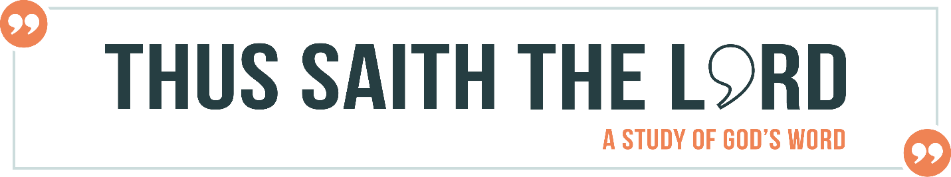 THUS SAITH THE LORD
A STUDY OF GOD'S WORD